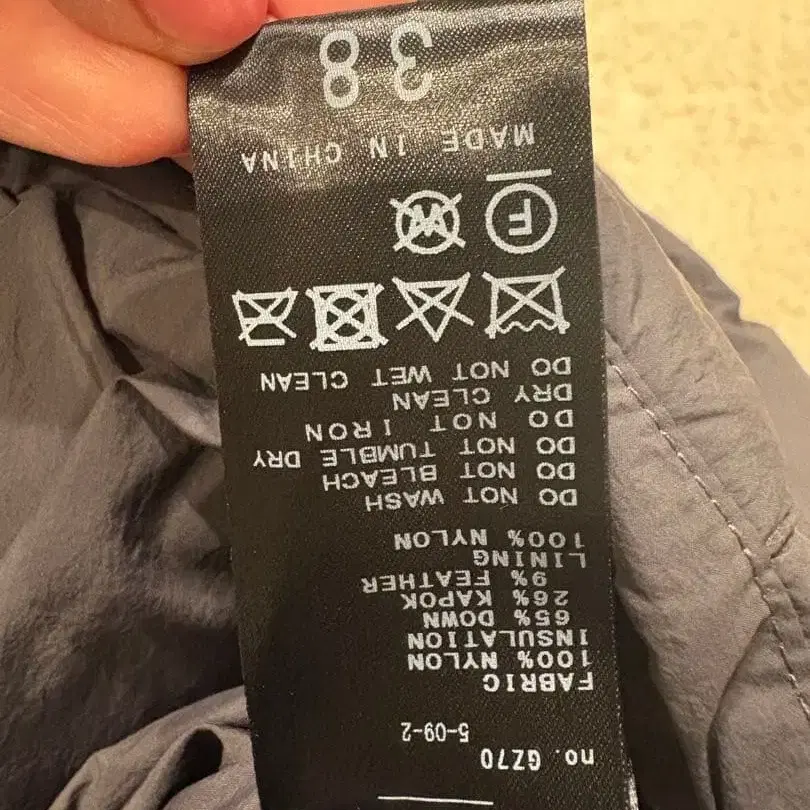 no. GZ70
5-09-2
FABRIC
100% NYLON
INSULATION
65% DOWN
26% KAPOK
9% FEATHER
LINING
100% NYLON
DO NOT WASH
DO NOT BLEACH
DO NOT TUMBLE DRY
DO NOT IRON
DRY CLEAN
DO NOT WET CLEAN
F W
MADE IN CHINA
38